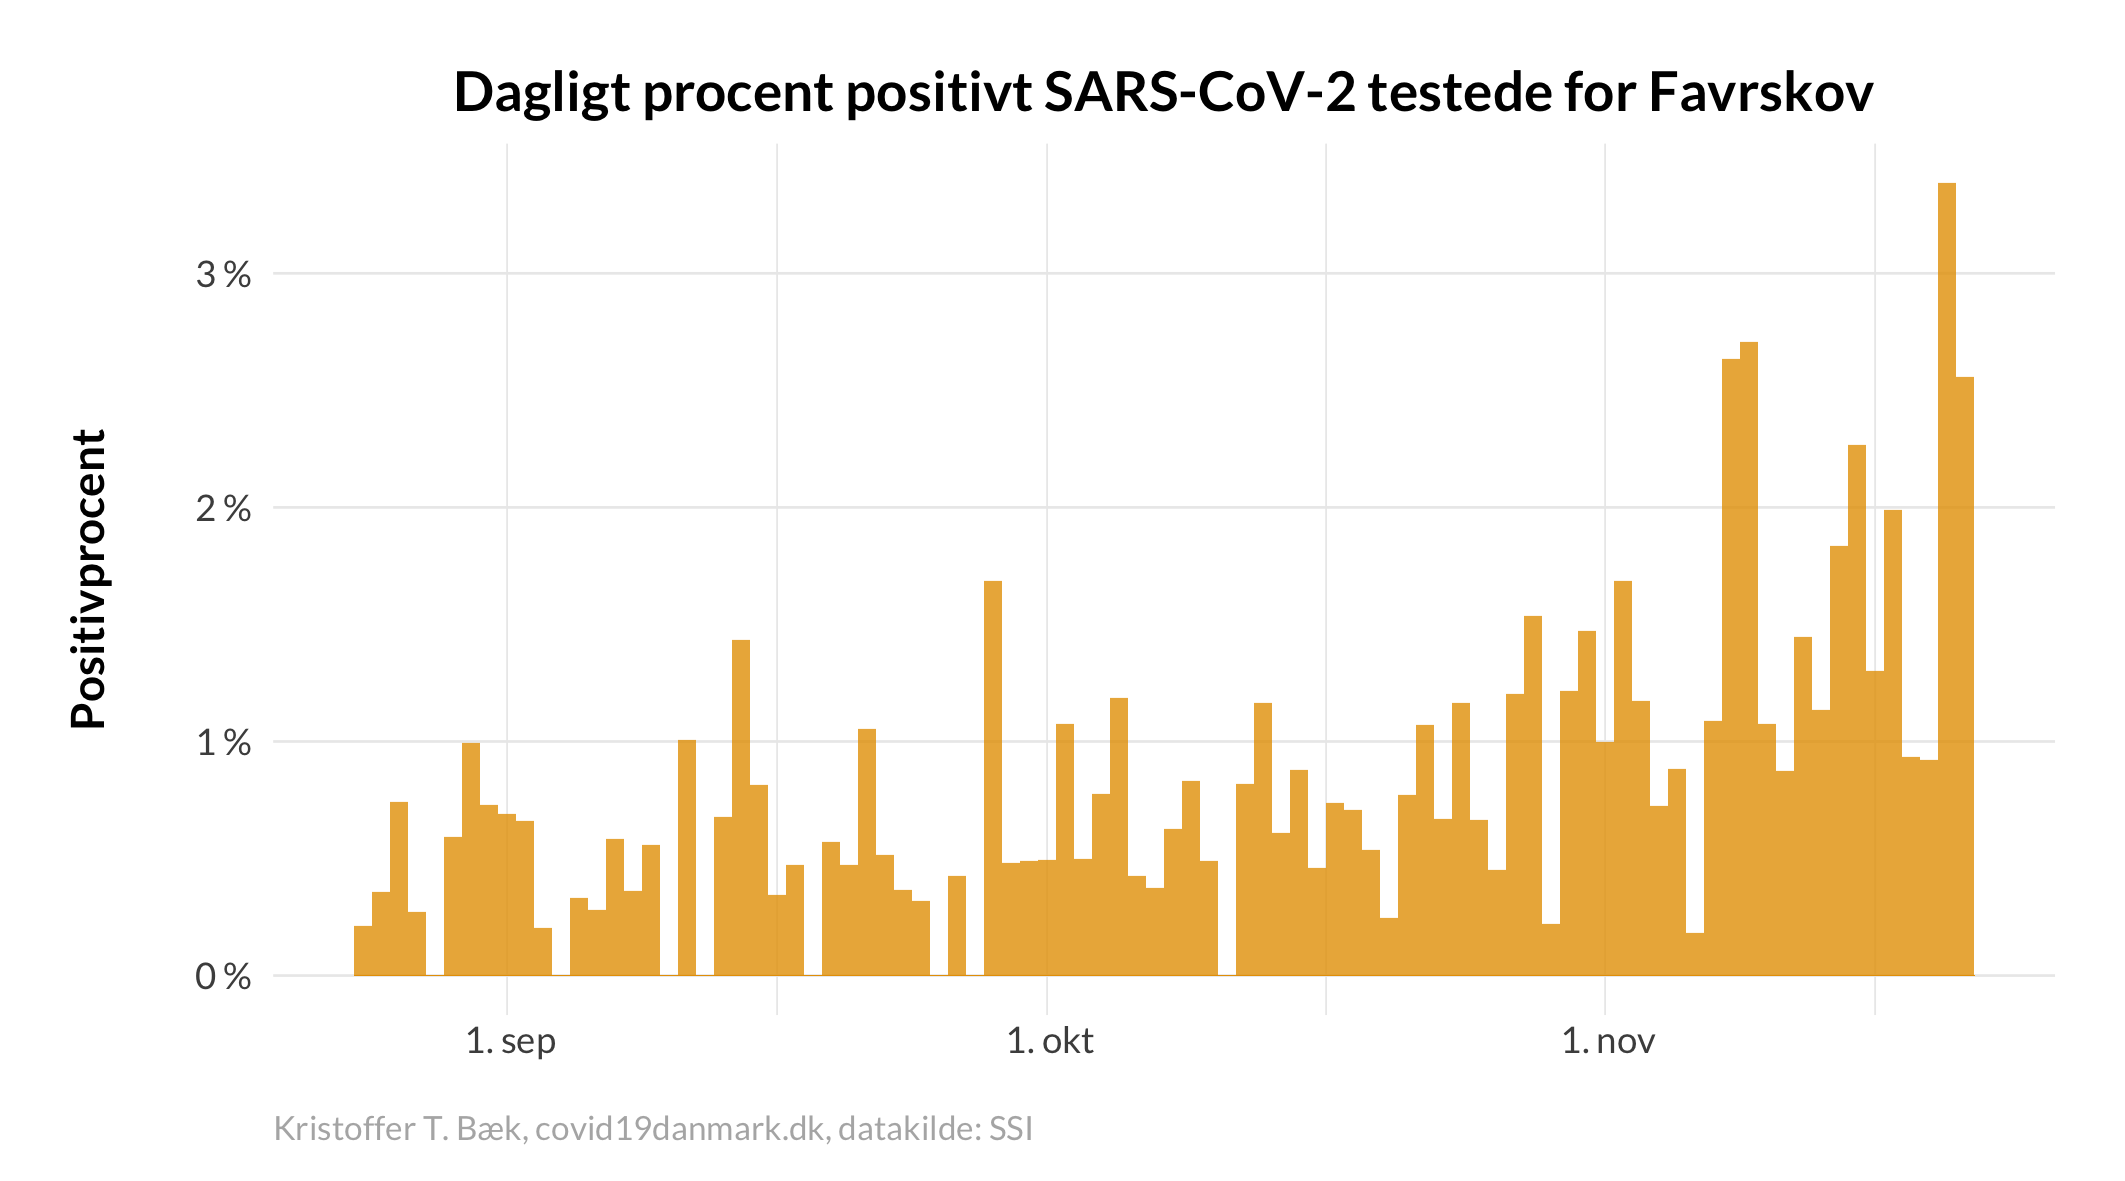 Dagligt procent positivt SARS-CoV-2 testede for Favrskov
Positivprocent
3 %
2 %
1 %
0 %
1. sep
1. okt
1. nov
Kristoffer T. Bæk, covid19danmark.dk, datakilde: SSI